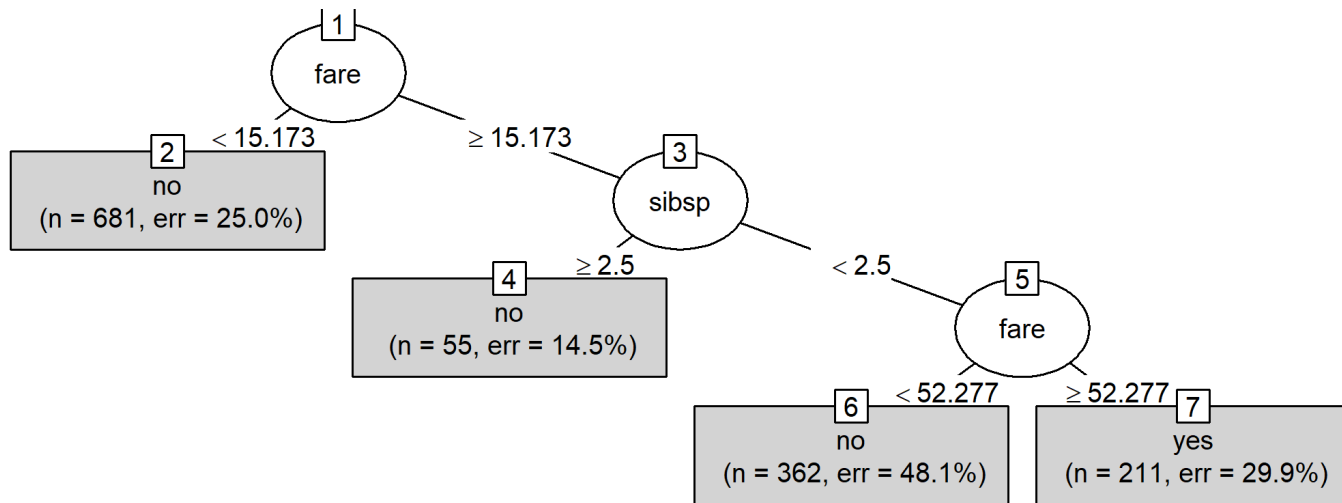 1
fare
< 15.173
≥ 15.173
2
no
(n = 681, err = 25.0%)
3
sibsp
≥ 2.5
< 2.5
4
no
(n = 55, err = 14.5%)
5
fare
< 52.277
≥ 52.277
6
no
(n = 362, err = 48.1%)
7
yes
(n = 211, err = 29.9%)